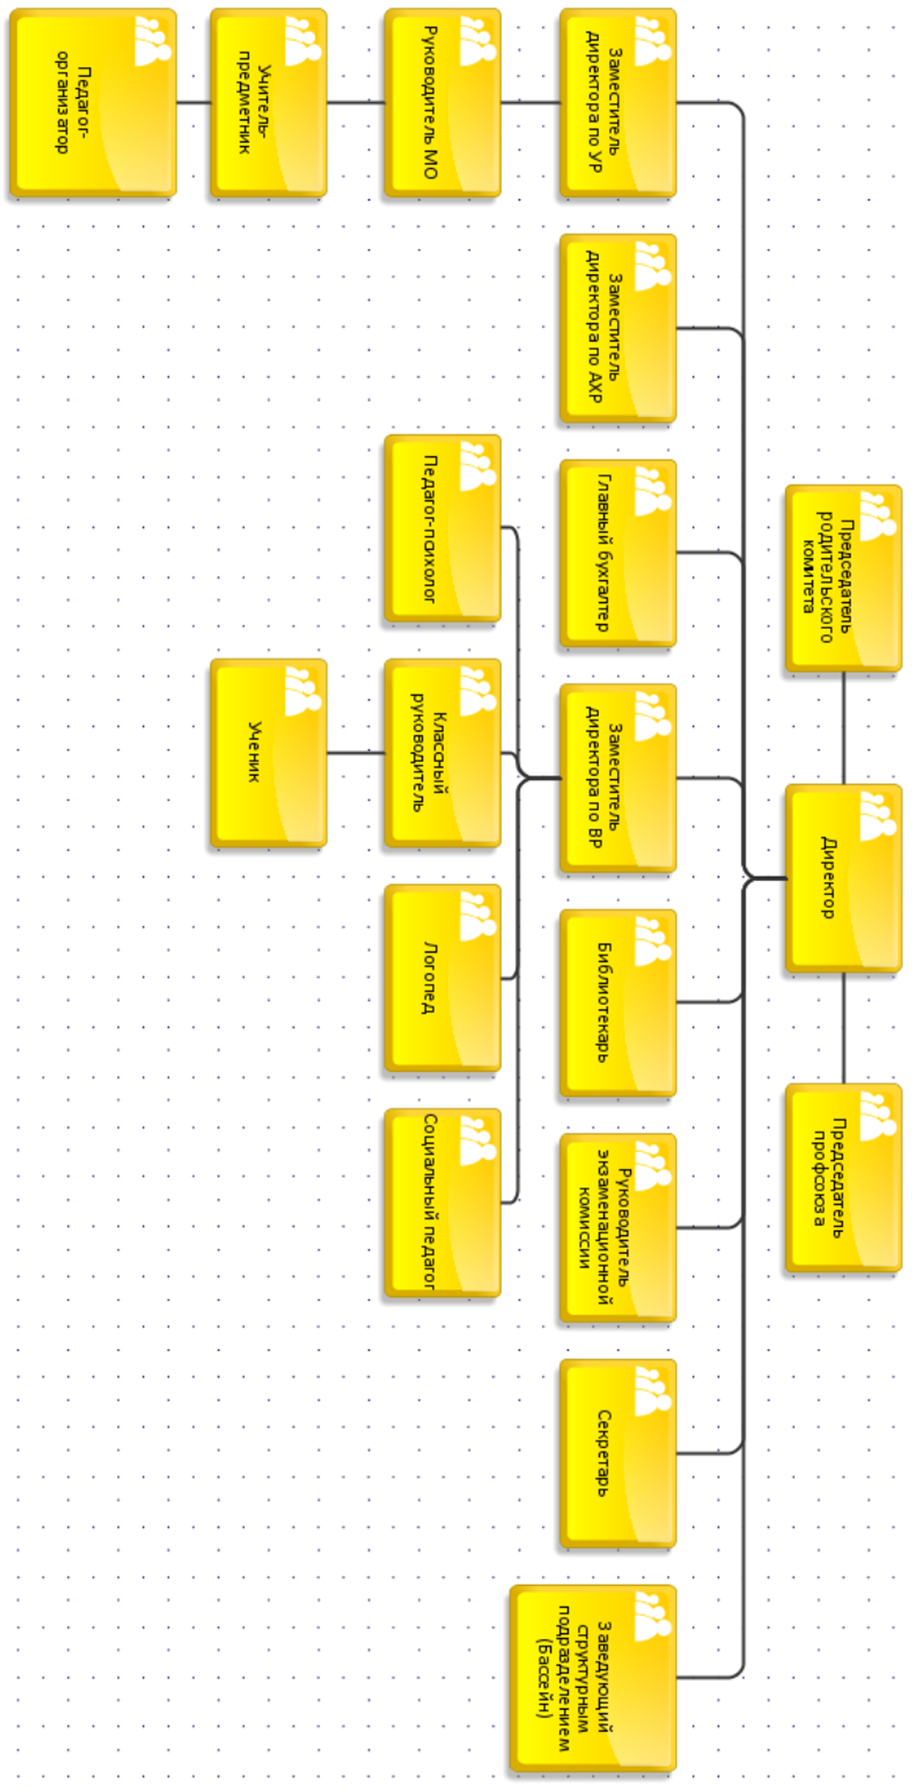 Председатель
родительского
комитета
Директор
Председатель
профсоюза
Заместитель
директора по УР
Заместитель
директора по АХР
Главный бухгалтер
Заместитель
директора по ВР
Библиотекарь
Руководитель
экзаменационной
комиссии
Секретарь
Заведующий
структурным
подразделением
(Бассейн)
Руководитель МО
Педагог-психолог
Классный
руководитель
Логопед
Социальный педагог
Учитель-
предметник
Ученик
Педагог-
организатор